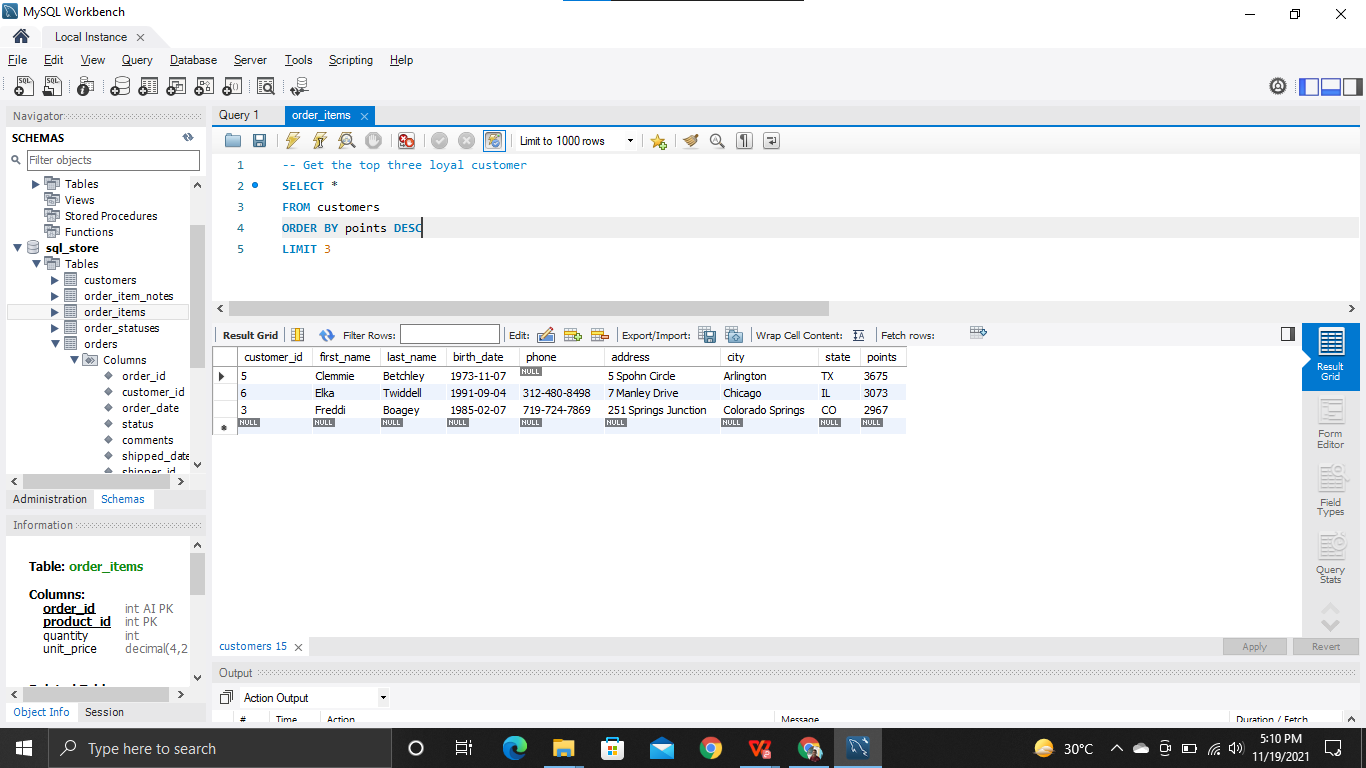 MySQL Workbench
Local Instance
File Edit View Query Database Server Tools Scripting Help
Navigator
SCHEMAS
Filter objects
Tables
Views
Stored Procedures
Functions
sql_store
Tables
customers
order_item_notes
order_items
order_statuses
orders
Columns
order_id
customer_id
order_date
status
comments
shipped_date
shipper_id
Administration Schemas
Information
Table: order_items
Columns:
order_id int AI PK
product_id int PK
quantity int
unit_price decimal(4,2
Object Info Session
Query 1 order_items
Limit to 1000 rows
1 -- Get the top three loyal customer
2 SELECT *
3 FROM customers
4 ORDER BY points DESC
5 LIMIT 3
Result Grid Filter Rows: Edit: Export/Import: Wrap Cell Content: Fetch rows:
customer_id first_name last_name birth_date phone address city state points
5 Clemmie Betchley 1973-11-07 NULL 5 Spohn Circle Arlington TX 3675
6 Elka Twiddell 1991-09-04 312-480-8498 7 Manley Drive Chicago IL 3073
3 Freddi Boagey 1985-02-07 719-724-7869 251 Springs Junction Colorado Springs CO 2967
NULL NULL NULL NULL NULL NULL NULL NULL NULL
Result
Grid
Form
Editor
Field
Types
Query
Stats
customers 15
Apply Revert
Output
Action Output
# Time Action Message Duration / Fetch
Type here to search
30°C
5:10 PM
11/19/2021